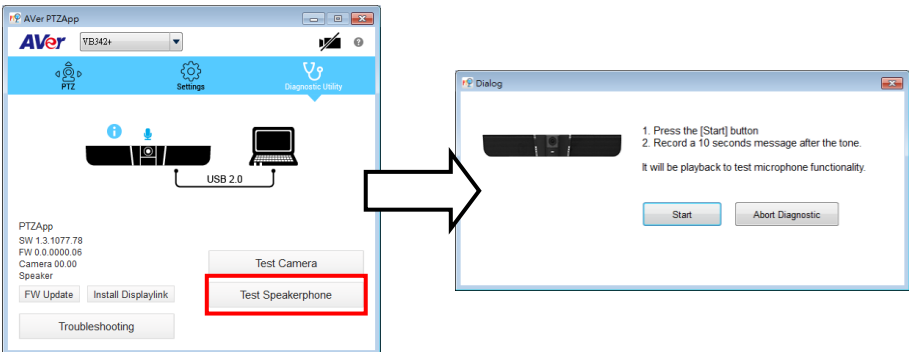 AVer PTZApp
AVer VB342+
PTZ Settings Diagnostic Utility
USB 2.0
PTZApp
SW 1.3.1077.78
FW 0.0.0000.06
Camera 00.00
Speaker
Test Camera
FW Update Install Displaylink Test Speakerphone
Troubleshooting
Dialog
1. Press the [Start] button
2. Record a 10 seconds message after the tone.
It will be playback to test microphone functionality.
Start Abort Diagnostic